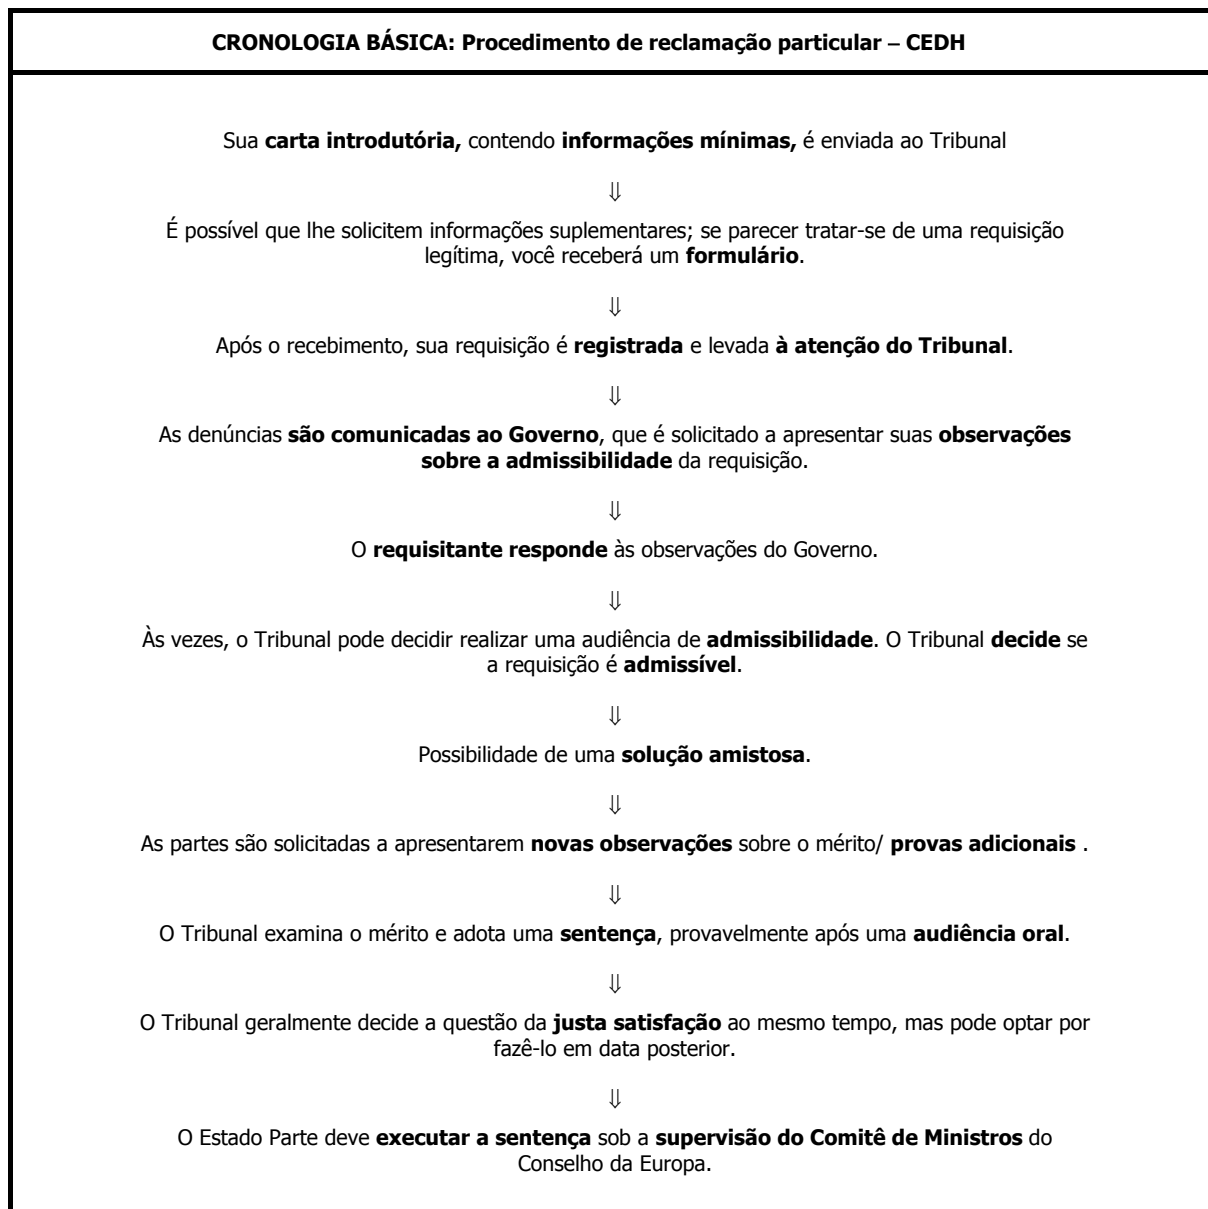 CRONOLOGIA BÁSICA: Procedimento de reclamação particular – CEDH
Sua carta introdutória, contendo informações mínimas, é enviada ao Tribunal
⇓
É possível que lhe solicitem informações suplementares; se parecer tratar-se de uma requisição
legítima, você receberá um formulário.
⇓
Após o recebimento, sua requisição é registrada e levada à atenção do Tribunal.
⇓
As denúncias são comunicadas ao Governo, que é solicitado a apresentar suas observações
sobre a admissibilidade da requisição.
⇓
O requisitante responde às observações do Governo.
⇓
Às vezes, o Tribunal pode decidir realizar uma audiência de admissibilidade. O Tribunal decide se
a requisição é admissível.
⇓
Possibilidade de uma solução amistosa.
⇓
As partes são solicitadas a apresentarem novas observações sobre o mérito/ provas adicionais .
⇓
O Tribunal examina o mérito e adota uma sentença, provavelmente após uma audiência oral.
⇓
O Tribunal geralmente decide a questão da justa satisfação ao mesmo tempo, mas pode optar por
fazê-lo em data posterior.
⇓
O Estado Parte deve executar a sentença sob a supervisão do Comitê de Ministros do
Conselho da Europa.